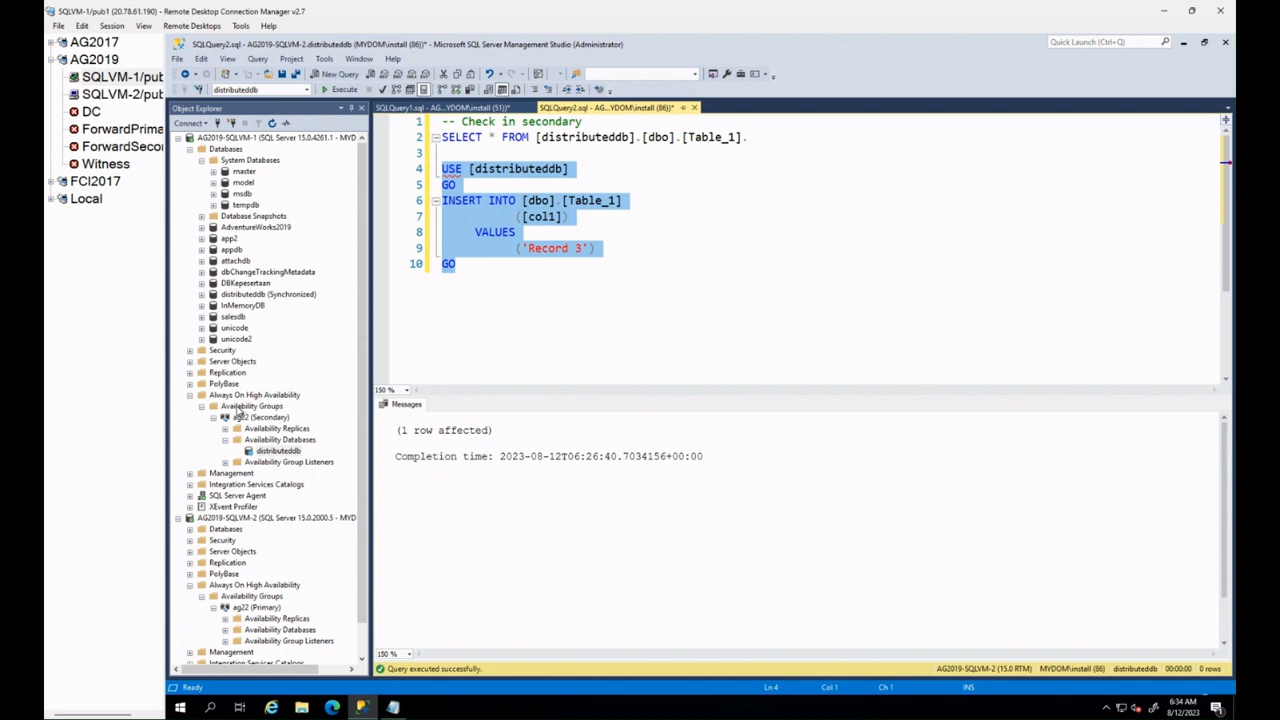 SQLVM-1/pub1 (20.78.61.190) - Remote Desktop Connection Manager v2.7
File Edit Session View Remote Desktops Tools Help
AG2017
AG2019
SQLVM-1/pub
SQLVM-2/pub
DC
ForwardPrima
ForwardSeco
Witness
FCI2017
Local
SQLQuery2.sql - AG2019-SQLVM-2.distributeddb (MYDOM\install (86))* - Microsoft SQL Server Management Studio (Administrator)
Quick Launch (Ctrl+Q)
File Edit View Query Project Tools Window Help
New Query
distributeddb
Execute
Object Explorer
Connect
AG2019-SQLVM-1 (SQL Server 15.0.4261.1 - MYD
Databases
System Databases
master
model
msdb
tempdb
Database Snapshots
AdventureWorks2019
app2
appdb
attachdb
dbChangeTrackingMetadata
DBKepesertaan
distributeddb (Synchronized)
InMemoryDB
salesdb
unicode
unicode2
Security
Server Objects
Replication
PolyBase
Always On High Availability
Availability Groups
ag22 (Secondary)
Availability Replicas
Availability Databases
distributeddb
Availability Group Listeners
Management
Integration Services Catalogs
SQL Server Agent
XEvent Profiler
AG2019-SQLVM-2 (SQL Server 15.0.2000.5 - MYD
Databases
Security
Server Objects
Replication
PolyBase
Always On High Availability
Availability Groups
ag22 (Primary)
Availability Replicas
Availability Databases
Availability Group Listeners
Management
Integration Services Catalogs
SQLQuery1.sql - AG...YDOM\install (51))*
SQLQuery2.sql - AG...YDOM\install (86))*
1 -- Check in secondary
2 SELECT * FROM [distributeddb].[dbo].[Table_1].
3
4 USE [distributeddb]
5 GO
6 INSERT INTO [dbo].[Table_1]
7 ([col1])
8 VALUES
9 ('Record 3')
10 GO
150 %
Messages
(1 row affected)
Completion time: 2023-08-12T06:26:40.7034156+00:00
150 %
Query executed successfully.
AG2019-SQLVM-2 (15.0 RTM) MYDOM\install (86) distributeddb 00:00:00 0 rows
Ready
Ln 4 Col 1 Ch 1 INS
6:34 AM
8/12/2023